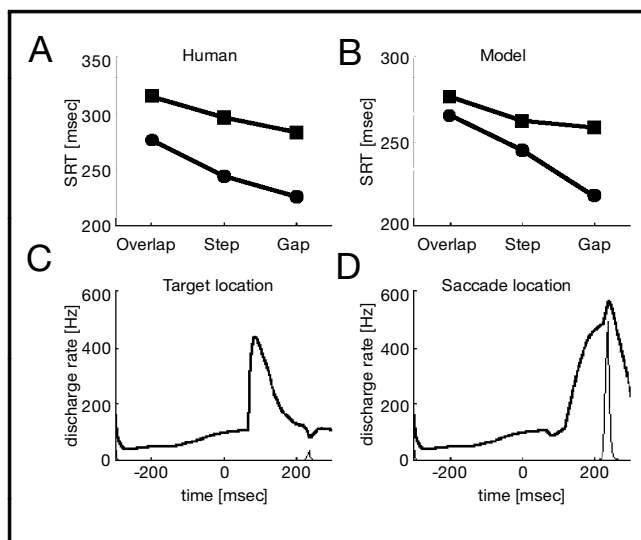 A
Human
350
300
250
200
SRT [msec]
Overlap Step Gap
B
Model
300
250
200
SRT [msec]
Overlap Step Gap
C
Target location
600
400
200
0
discharge rate [Hz]
-200 0 200
time [msec]
D
Saccade location
600
400
200
0
discharge rate [Hz]
-200 0 200
time [msec]